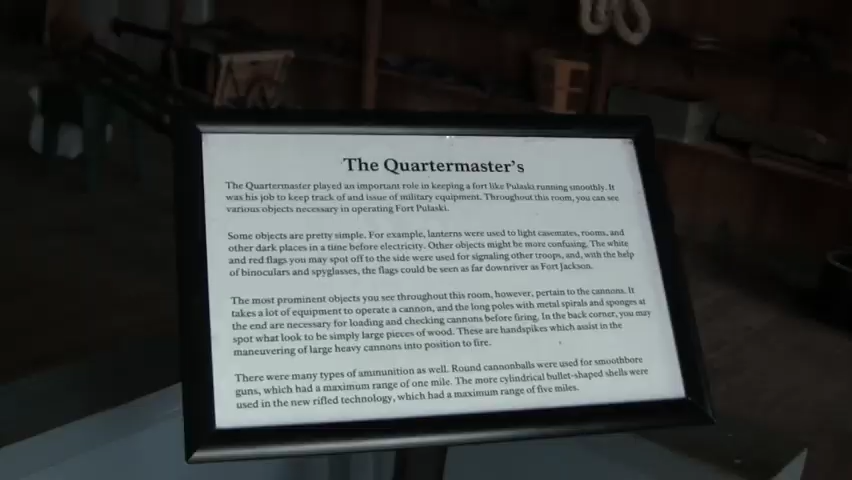 The Quartermaster's
The Quartermaster played an important role in keeping a fort like Pulaski running smoothly. It
was his job to keep track of and issue of military equipment. Throughout this room, you can see
various objects necessary in operating Fort Pulaski.
Some objects are pretty simple. For example, lanterns were used to light casemates, rooms, and
other dark places in a time before electricity. Other objects might be more confusing. The white
and red flags you may spot off to the side were used for signaling other troops, and, with the help
of binoculars and spyglasses, the flags could be seen as far downriver as Fort Jackson.
The most prominent objects you see throughout this room, however, pertain to the cannons. It
takes a lot of equipment to operate a cannon, and the long poles with metal spirals and sponges at
the end are necessary for loading and checking cannons before firing. In the back corner, you may
spot what look to be simply large pieces of wood. These are handspikes which assist in the
maneuvering of large heavy cannons into position to fire.
There were many types of ammunition as well. Round cannonballs were used for smoothbore
guns, which had a maximum range of one mile. The more cylindrical bullet-shaped shells were
used in the new rifled technology, which had a maximum range of five miles.